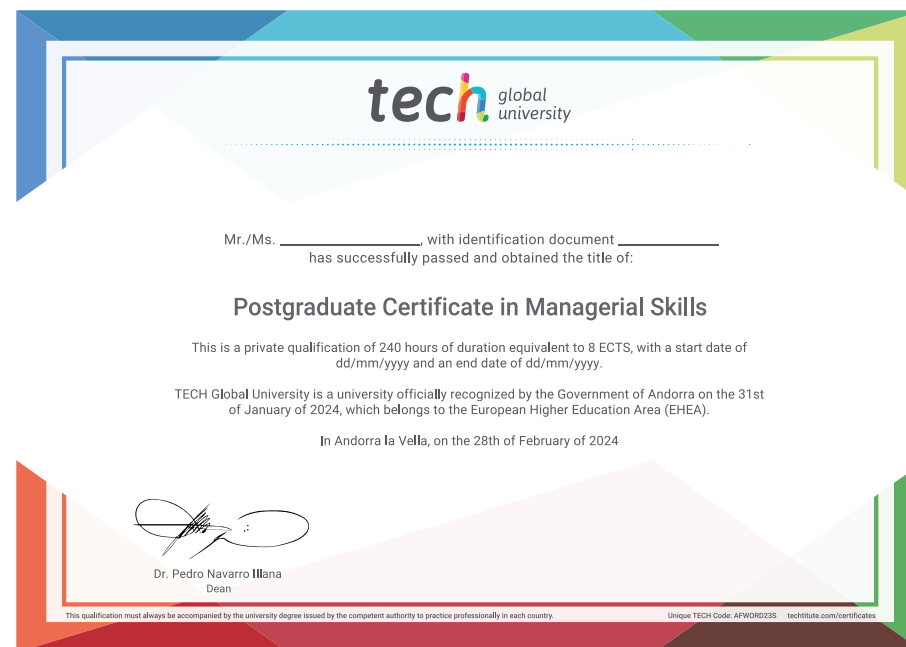 tech global university
Mr./Ms. ______________, with identification document __________
has successfully passed and obtained the title of:
Postgraduate Certificate in Managerial Skills
This is a private qualification of 240 hours of duration equivalent to 8 ECTS, with a start date of
dd/mm/yyyy and an end date of dd/mm/yyyy.
TECH Global University is a university officially recognized by the Government of Andorra on the 31st
of January of 2024, which belongs to the European Higher Education Area (EHEA).
In Andorra la Vella, on the 28th of February of 2024
Dr. Pedro Navarro Illana
Dean
This qualification must always be accompanied by the university degree issued by the competent authority to practice professionally in each country. Unique TECH Code: AFWORD23S techtitute.com/certificates